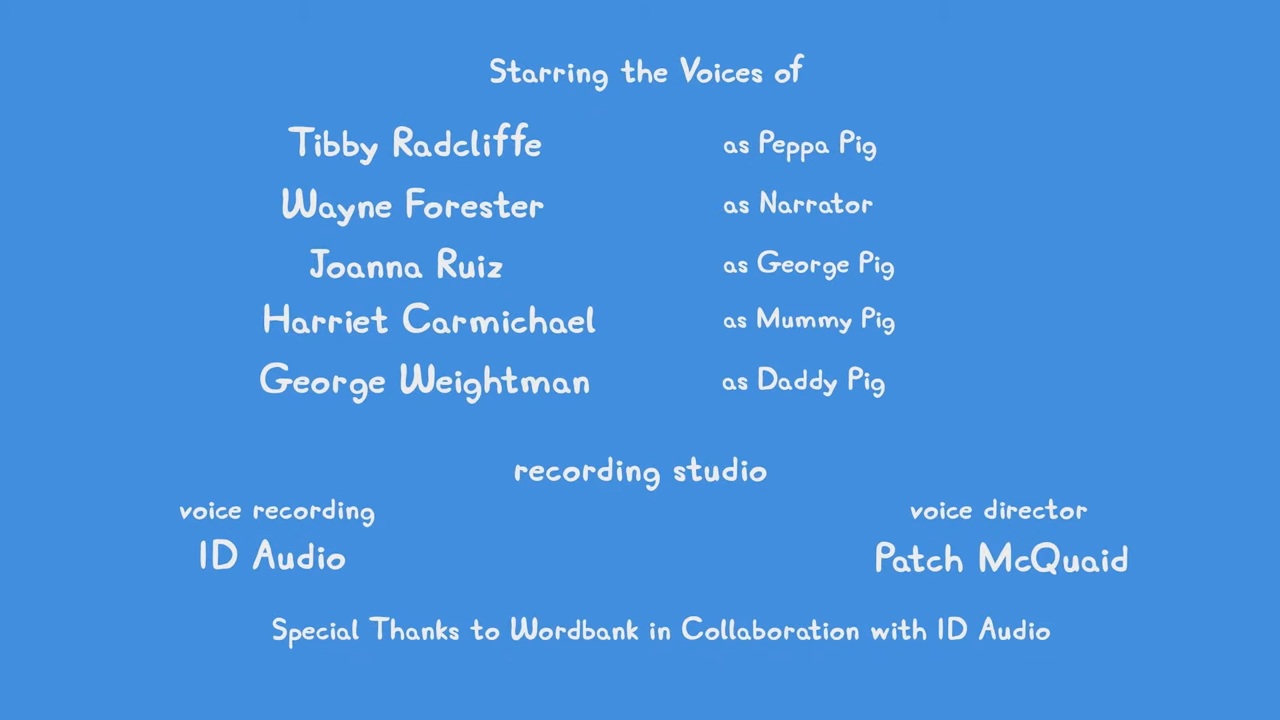 Starring the Voices of
Tibby Radcliffe as Peppa Pig
Wayne Forester as Narrator
Joanna Ruiz as George Pig
Harriet Carmichael as Mummy Pig
George Weightman as Daddy Pig
recording studio
voice recording voice director
ID Audio Patch McQuaid
Special Thanks to Wordbank in Collaboration with ID Audio